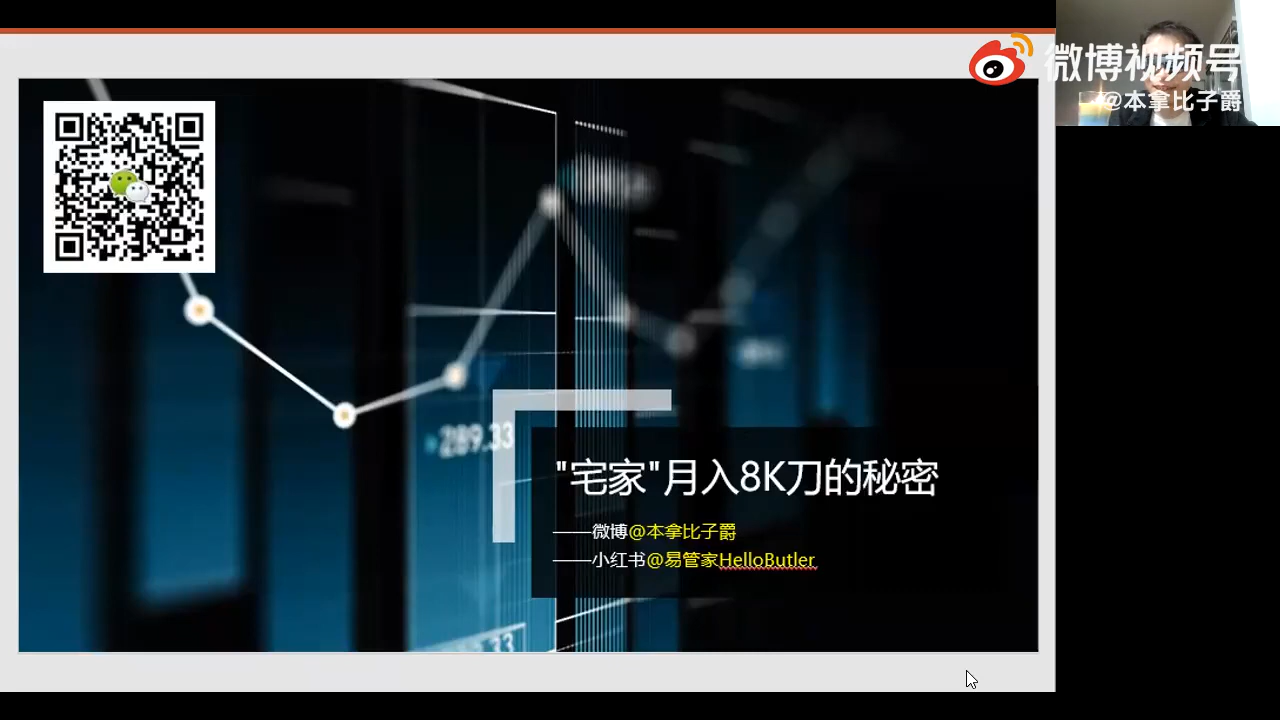 微博视频号
@本拿比子爵
289.33
"宅家"月入8K刀的秘密
——微博@本拿比子爵
——小红书@易管家HelloButler